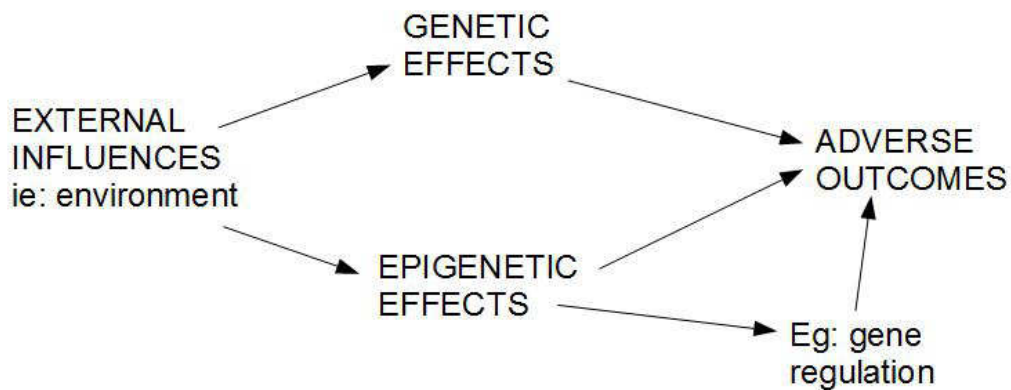 GENETIC
EFFECTS
EXTERNAL
INFLUENCES
ie: environment
ADVERSE
OUTCOMES
EPIGENETIC
EFFECTS
Eg: gene
regulation